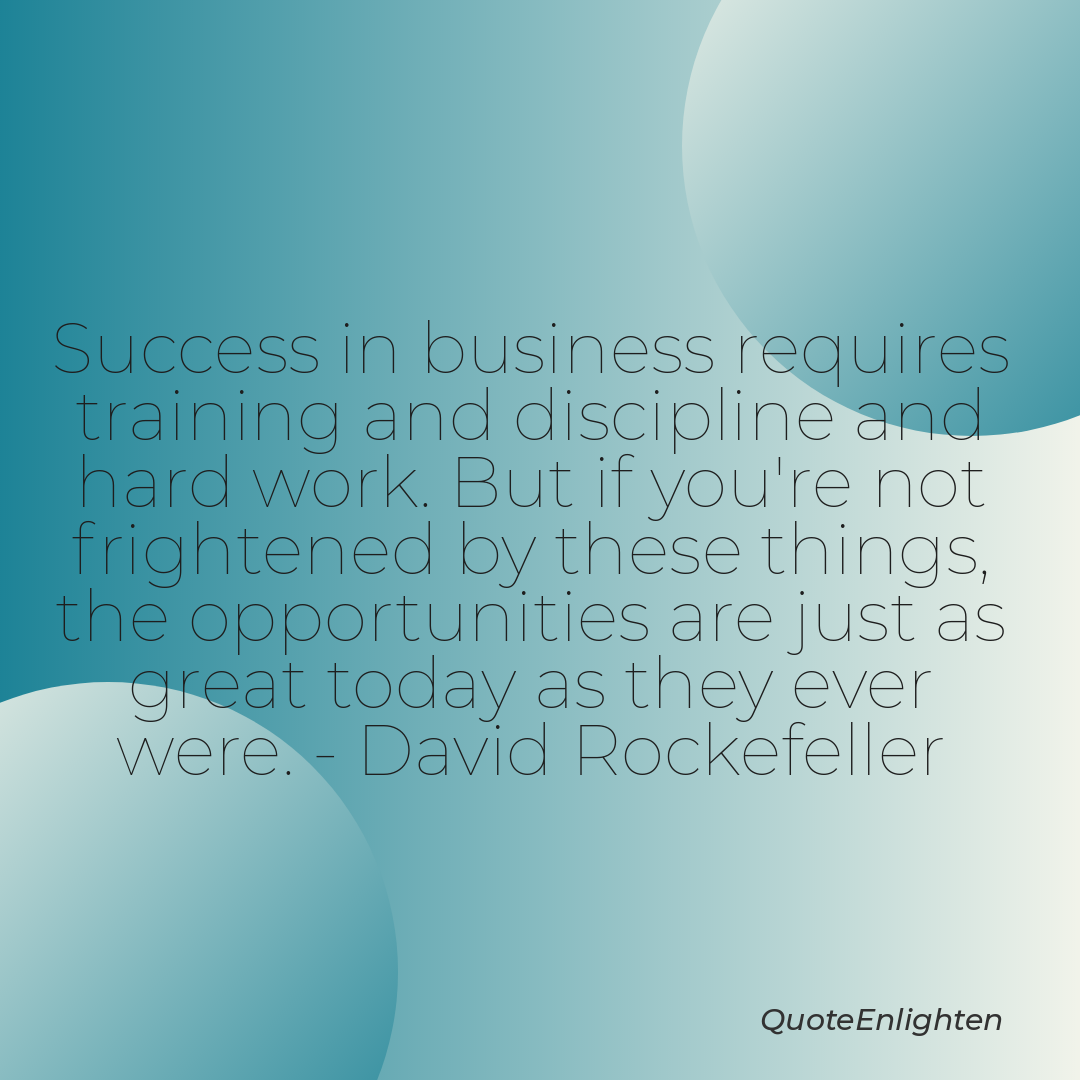 Success in business requires
training and discipline and
hard work. But if you're not
frightened by these things,
the opportunities are just as
great today as they ever
were. - David Rockefeller
QuoteEnlighten